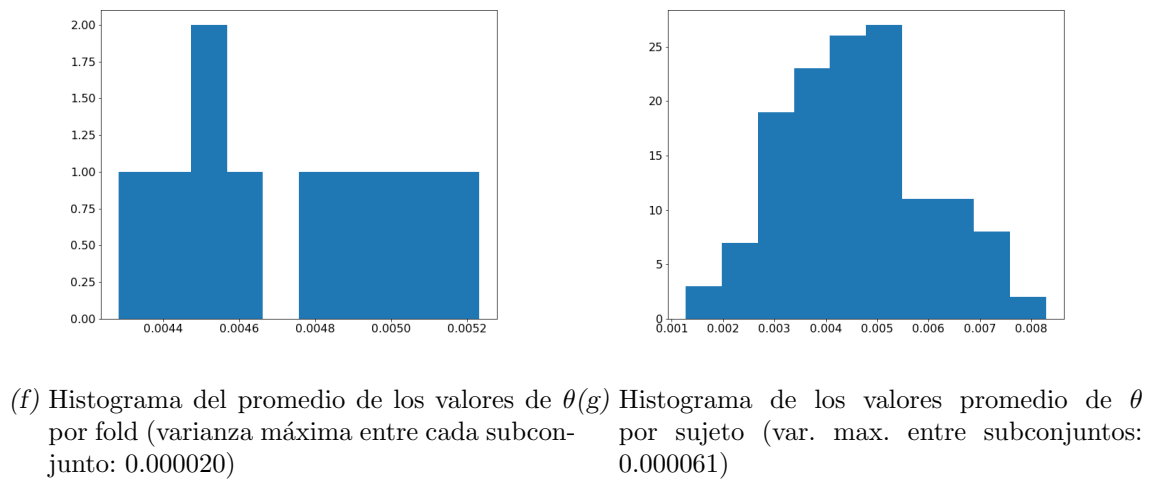 2.00
1.75
1.50
1.25
1.00
0.75
0.50
0.25
0.00
0.0044 0.0046 0.0048 0.0050 0.0052
25
20
15
10
5
0
0.001 0.002 0.003 0.004 0.005 0.006 0.007 0.008
(f) Histograma del promedio de los valores de θ
por fold (varianza máxima entre cada subcon-
junto: 0.000020)
(g) Histograma de los valores promedio de θ
por sujeto (var. max. entre subconjuntos:
0.000061)